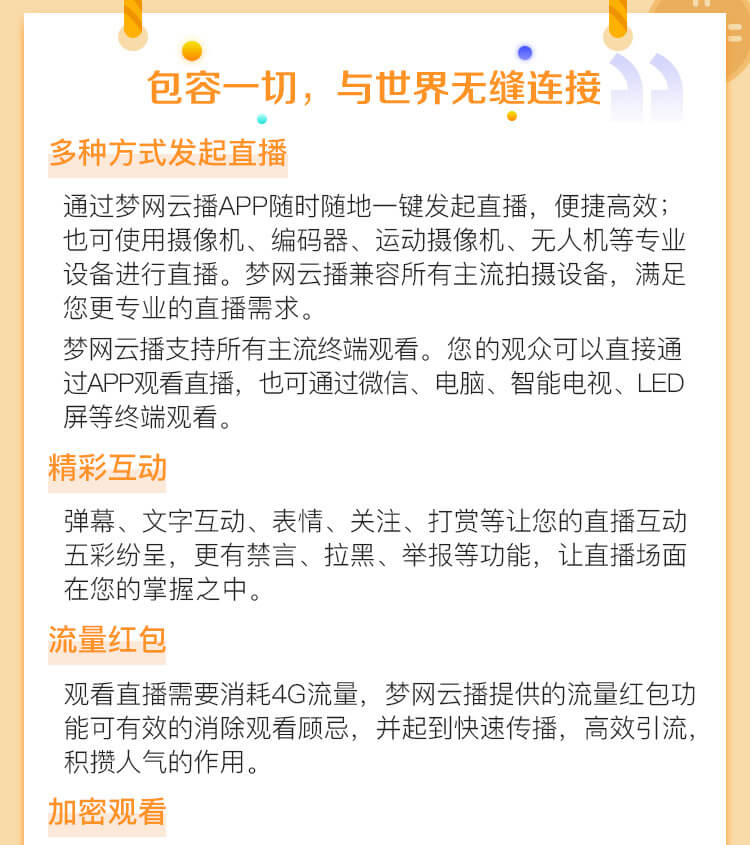 包容一切，与世界无缝连接
多种方式发起直播
通过梦网云播APP随时随地一键发起直播，便捷高效；
也可使用摄像机、编码器、运动摄像机、无人机等专业
设备进行直播。梦网云播兼容所有主流拍摄设备，满足
您更专业的直播需求。
梦网云播支持所有主流终端观看。您的观众可以直接通
过APP观看直播，也可通过微信、电脑、智能电视、LED
屏等终端观看。
精彩互动
弹幕、文字互动、表情、关注、打赏等让您的直播互动
五彩纷呈，更有禁言、拉黑、举报等功能，让直播场面
在您的掌握之中。
流量红包
观看直播需要消耗4G流量，梦网云播提供的流量红包功
能可有效的消除观看顾忌，并起到快速传播，高效引流，
积攒人气的作用。
加密观看